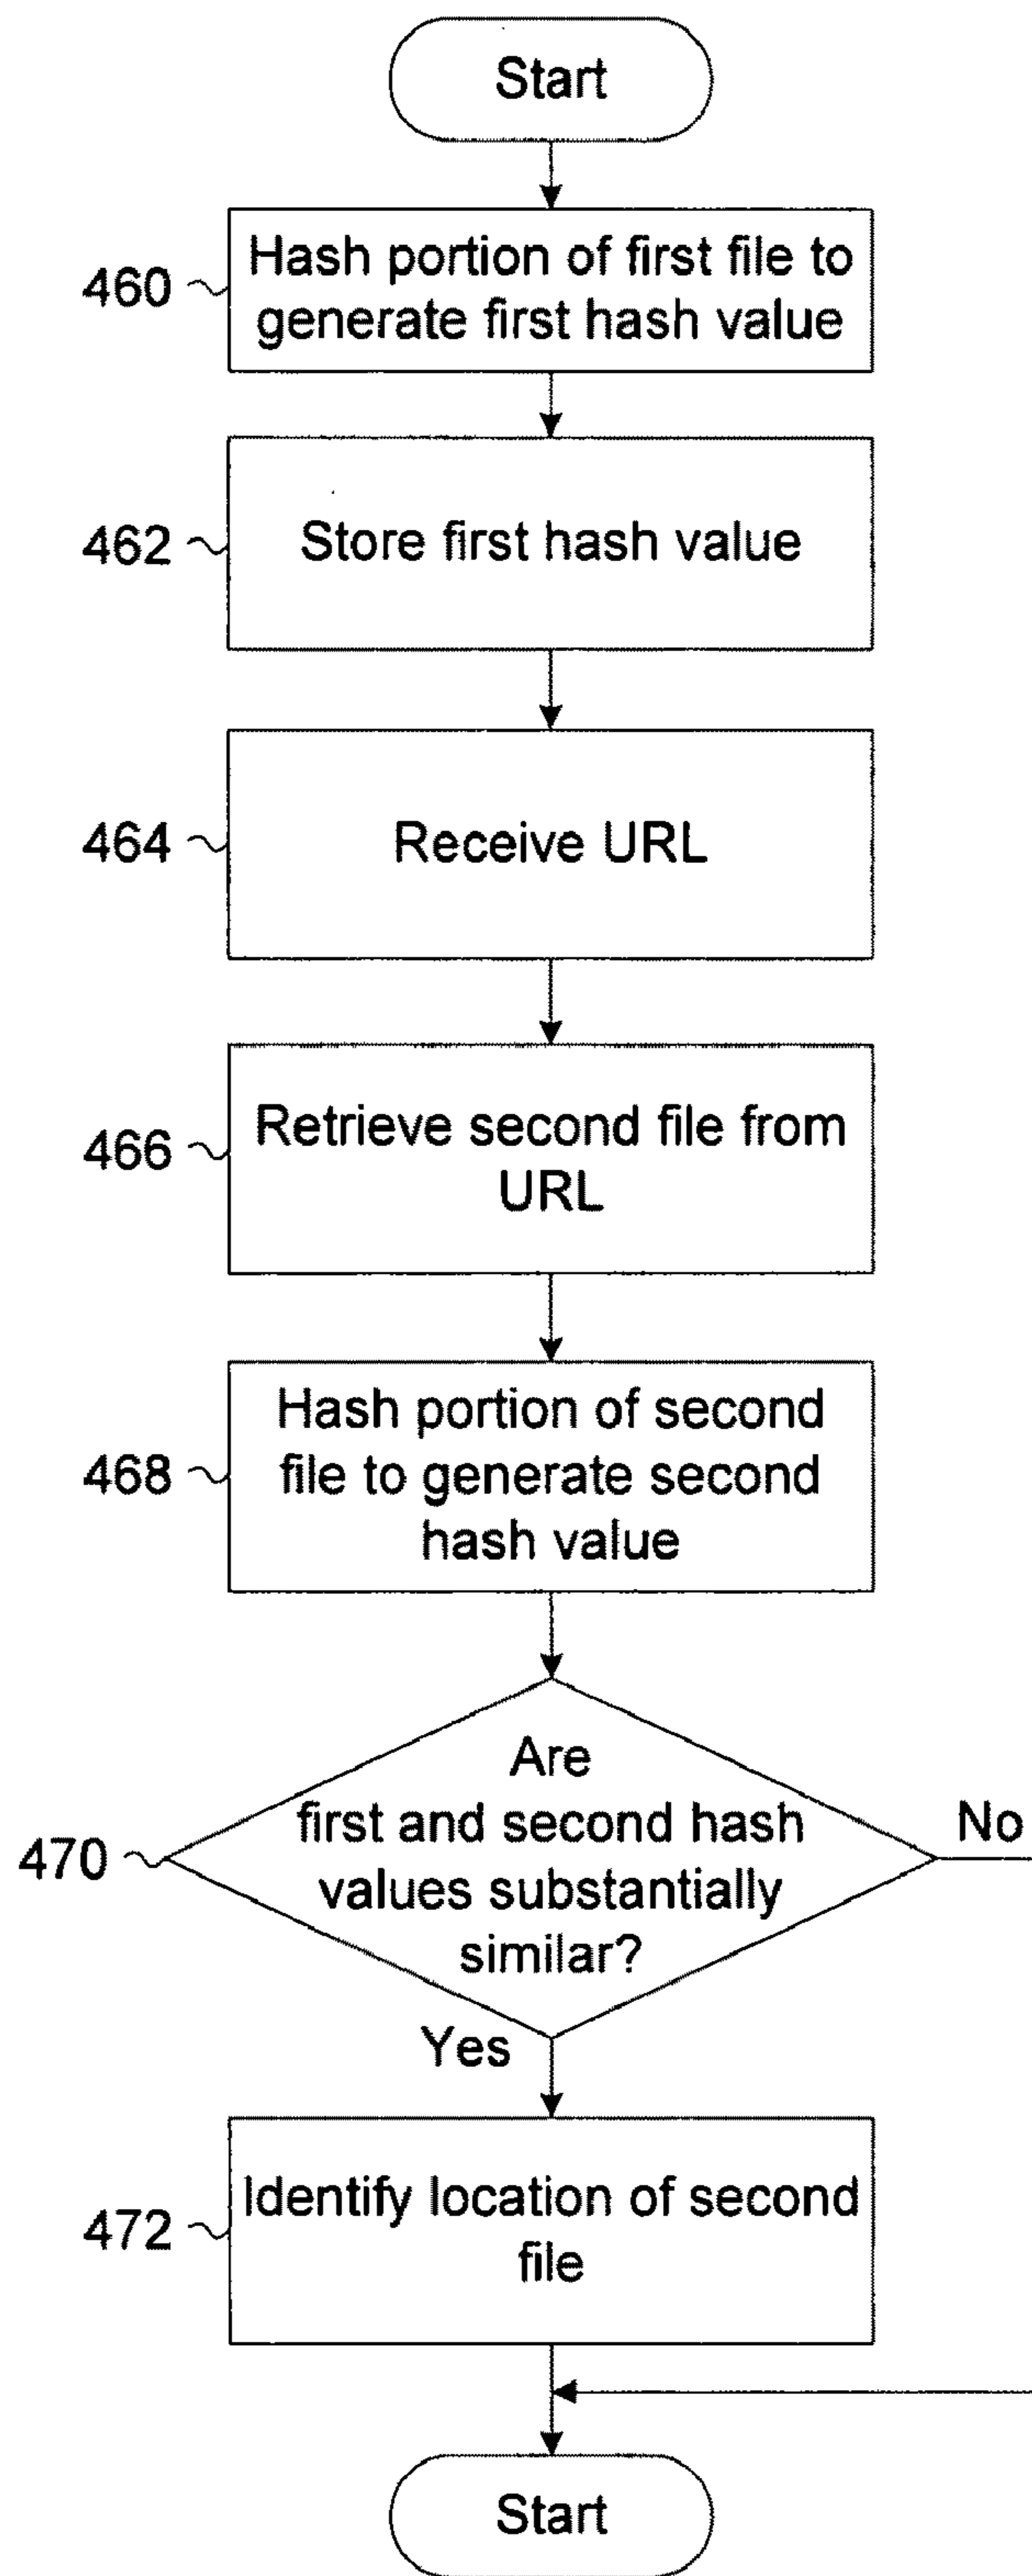 Start
460
Hash portion of first file to
generate first hash value
462
Store first hash value
464
Receive URL
466
Retrieve second file from
URL
468
Hash portion of second
file to generate second
hash value
470
Are
first and second hash
values substantially
similar?
No
Yes
472
Identify location of second
file
Start